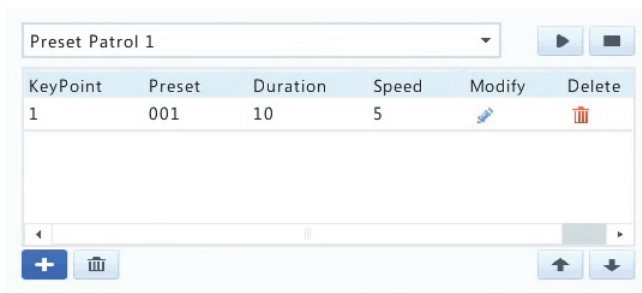 Preset Patrol 1
KeyPoint Preset Duration Speed Modify Delete
1 001 10 5